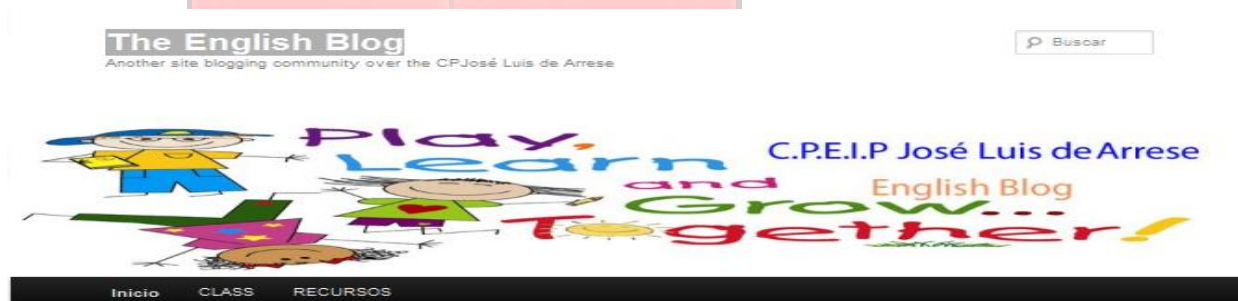 The English Blog
Another site blogging community over the CPJosé Luis de Arrese
Buscar
Play,
Learn
and
Grow...
Together!
C.P.E.I.P José Luis de Arrese
English Blog
Inicio CLASS RECURSOS